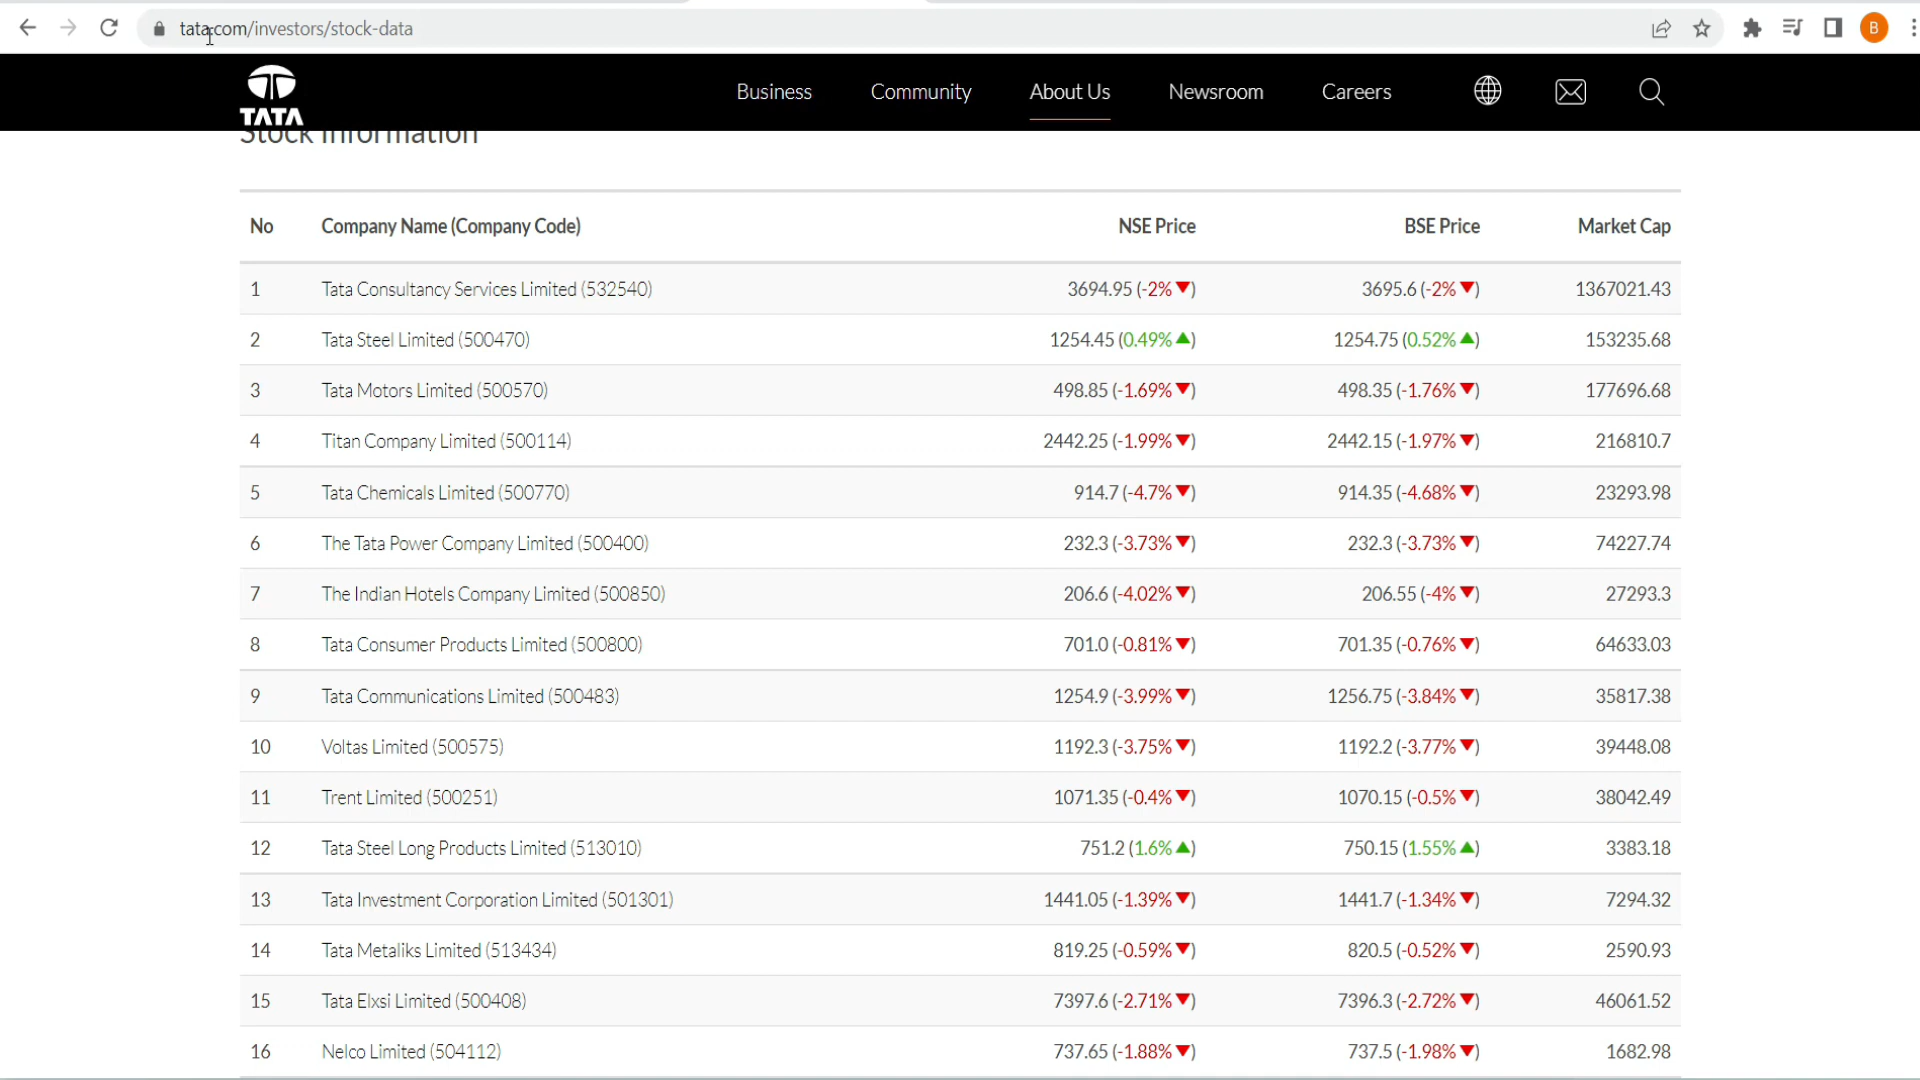 tata.com/investors/stock-data
B
TATA
Business Community About Us Newsroom Careers
Stock Information
No Company Name (Company Code) NSE Price BSE Price Market Cap
1 Tata Consultancy Services Limited (532540) 3694.95 (-2%▼) 3695.6 (-2%▼) 1367021.43
2 Tata Steel Limited (500470) 1254.45 (0.49%▲) 1254.75 (0.52%▲) 153235.68
3 Tata Motors Limited (500570) 498.85 (-1.69%▼) 498.35 (-1.76%▼) 177696.68
4 Titan Company Limited (500114) 2442.25 (-1.99%▼) 2442.15 (-1.97%▼) 216810.7
5 Tata Chemicals Limited (500770) 914.7 (-4.7%▼) 914.35 (-4.68%▼) 23293.98
6 The Tata Power Company Limited (500400) 232.3 (-3.73%▼) 232.3 (-3.73%▼) 74227.74
7 The Indian Hotels Company Limited (500850) 206.6 (-4.02%▼) 206.55 (-4%▼) 27293.3
8 Tata Consumer Products Limited (500800) 701.0 (-0.81%▼) 701.35 (-0.76%▼) 64633.03
9 Tata Communications Limited (500483) 1254.9 (-3.99%▼) 1256.75 (-3.84%▼) 35817.38
10 Voltas Limited (500575) 1192.3 (-3.75%▼) 1192.2 (-3.77%▼) 39448.08
11 Trent Limited (500251) 1071.35 (-0.4%▼) 1070.15 (-0.5%▼) 38042.49
12 Tata Steel Long Products Limited (513010) 751.2 (1.6%▲) 750.15 (1.55%▲) 3383.18
13 Tata Investment Corporation Limited (501301) 1441.05 (-1.39%▼) 1441.7 (-1.34%▼) 7294.32
14 Tata Metaliks Limited (513434) 819.25 (-0.59%▼) 820.5 (-0.52%▼) 2590.93
15 Tata Elxsi Limited (500408) 7397.6 (-2.71%▼) 7396.3 (-2.72%▼) 46061.52
16 Nelco Limited (504112) 737.65 (-1.88%▼) 737.5 (-1.98%▼) 1682.98